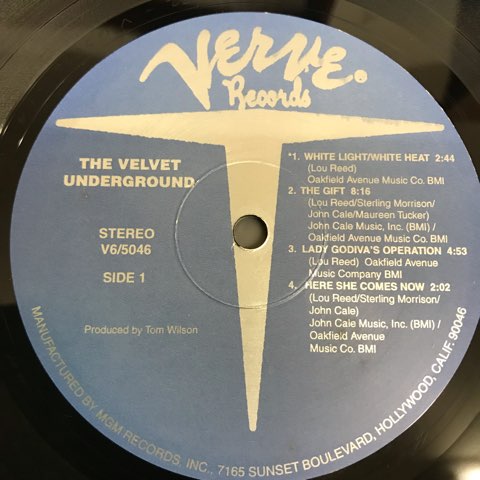 Verve
Records
THE VELVET
UNDERGROUND
STEREO
V6/5046
SIDE 1
Produced by Tom Wilson
*1. WHITE LIGHT/WHITE HEAT 2:44
(Lou Reed)
Oakfield Avenue Music Co. BMI
2. THE GIFT 8:16
(Lou Reed/Sterling Morrison/
John Cale/Maureen Tucker)
John Cale Music, Inc. (BMI) /
Oakfield Avenue Music Co. BMI
3. LADY GODIVA'S OPERATION 4:53
(Lou Reed) Oakfield Avenue
Music Company BMI
4. HERE SHE COMES NOW 2:02
(Lou Reed/Sterling Morrison/
John Cale)
John Cale Music, Inc. (BMI) /
Oakfield Avenue
Music Co. BMI
MANUFACTURED BY MGM RECORDS, INC., 7165 SUNSET BOULEVARD, HOLLYWOOD, CALIF. 90046